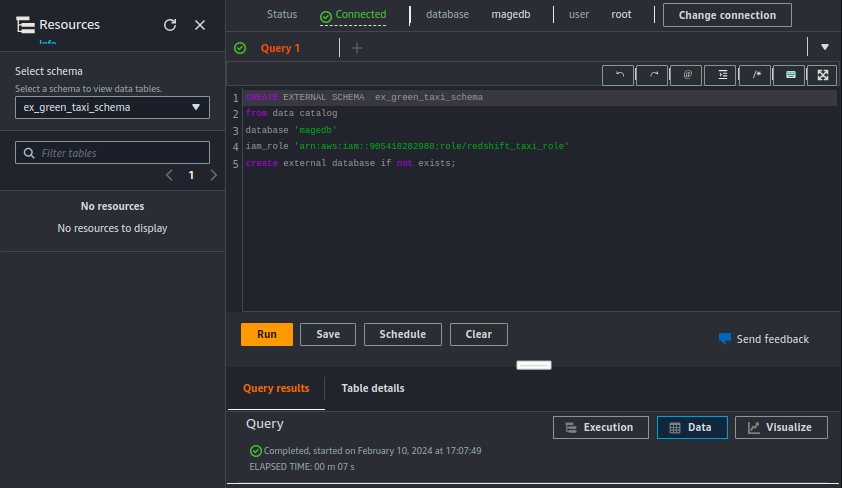 Resources
Info
Select schema
Select a schema to view data tables.
ex_green_taxi_schema
Filter tables
1
No resources
No resources to display
Status Connected database magedb user root Change connection
Query 1
@ /*
1 CREATE EXTERNAL SCHEMA ex_green_taxi_schema
2 from data catalog
3 database 'magedb'
4 iam_role 'arn:aws:iam::905418282988:role/redshift_taxi_role'
5 create external database if not exists;
Run Save Schedule Clear
Send feedback
Query results Table details
Query Execution Data Visualize
Completed, started on February 10, 2024 at 17:07:49
ELAPSED TIME: 00 m 07 s